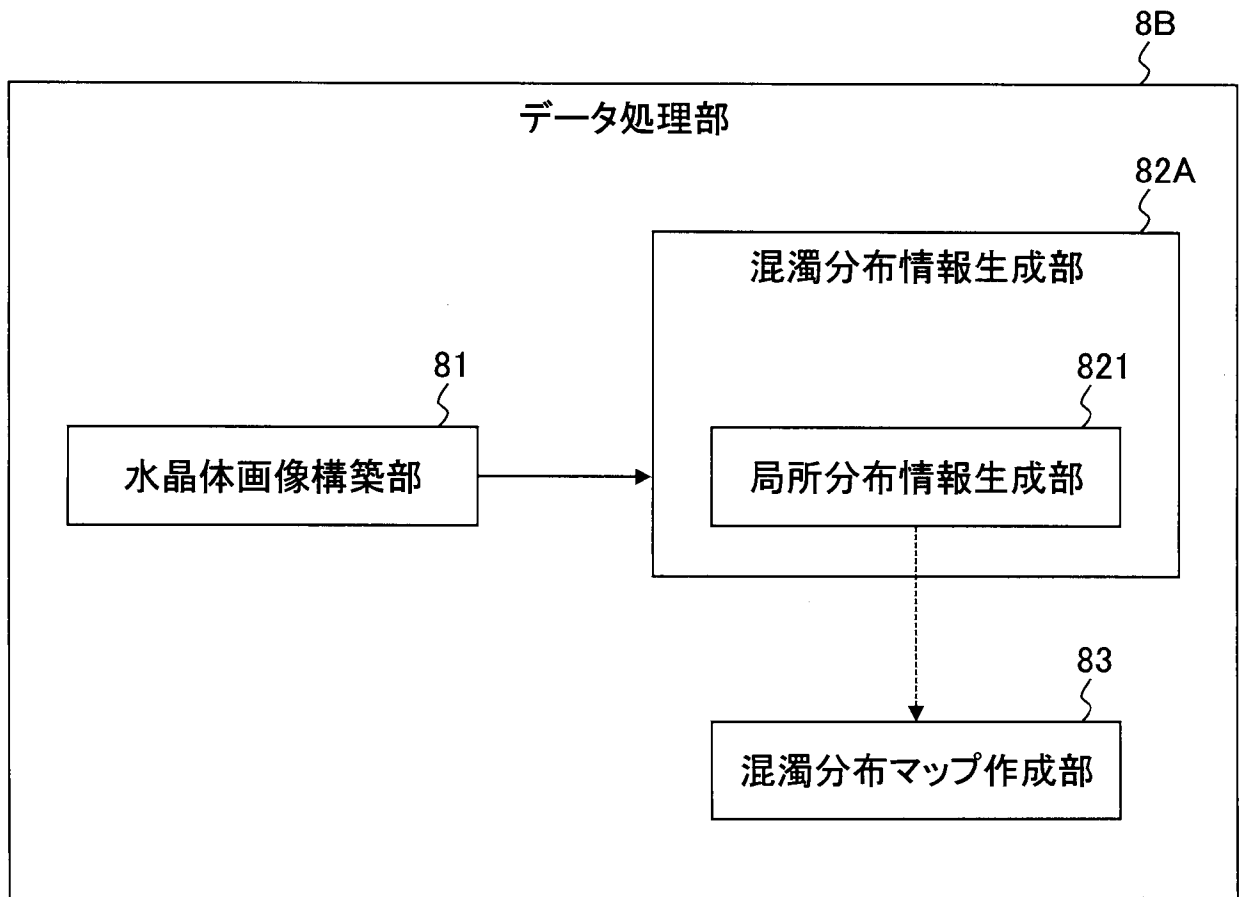 8B
データ処理部
82A
混濁分布情報生成部
81
821
水晶体画像構築部
局所分布情報生成部
83
混濁分布マップ作成部